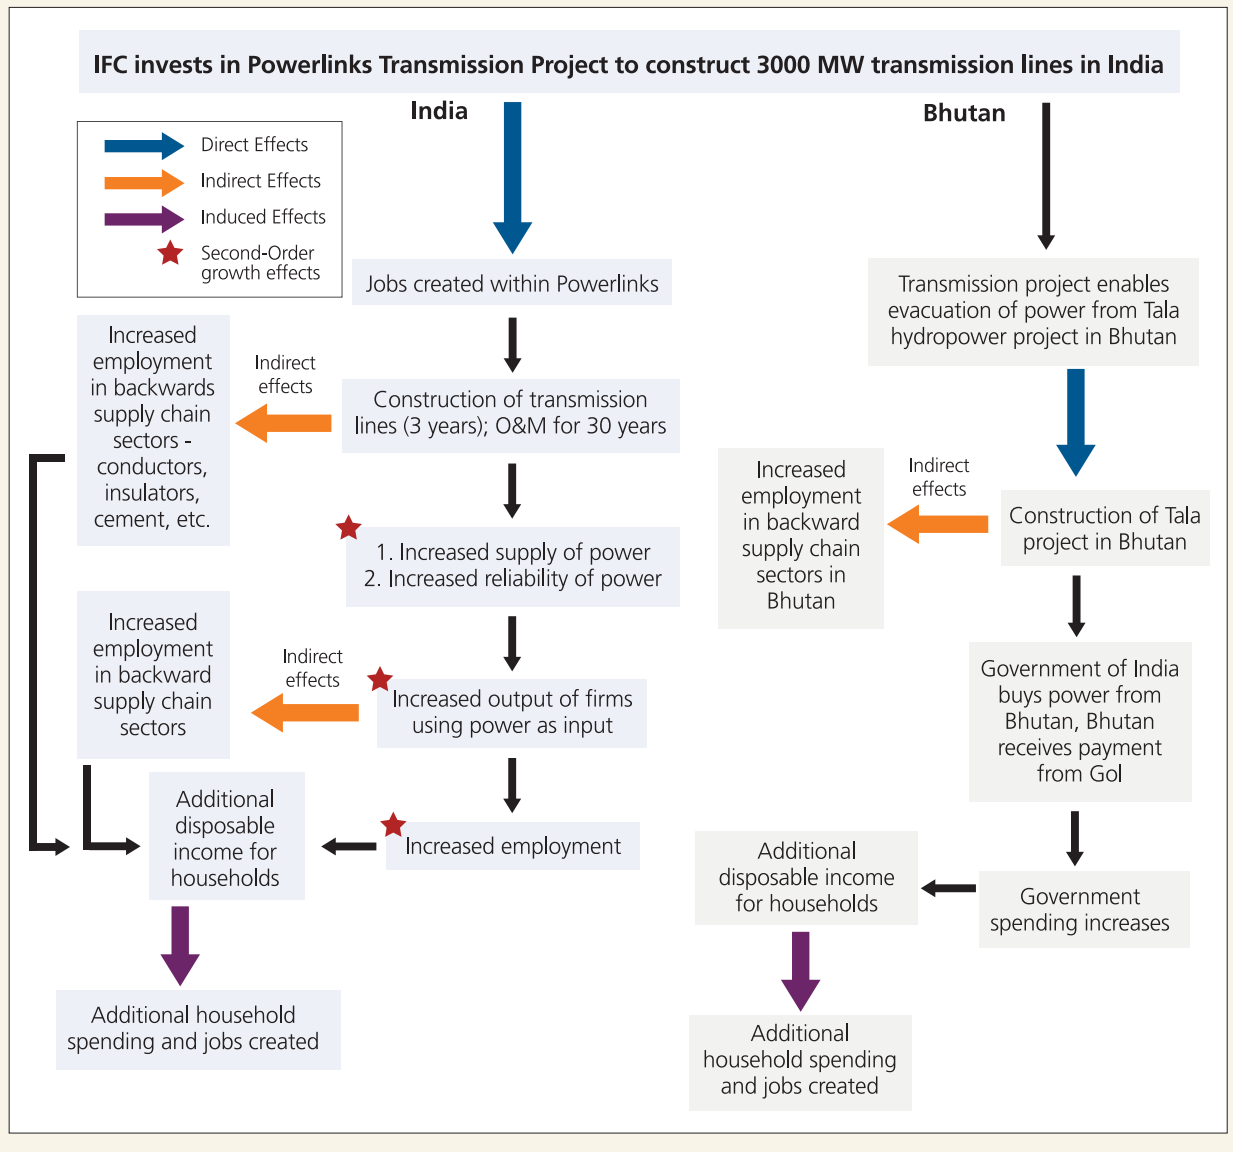 IFC invests in Powerlinks Transmission Project to construct 3000 MW transmission lines in India
India
Bhutan
Direct Effects
Indirect Effects
Induced Effects
Second-Order
growth effects
Jobs created within Powerlinks
Increased
employment
in backwards
supply chain
sectors -
conductors,
insulators,
cement, etc.
Indirect
effects
Construction of transmission
lines (3 years); O&M for 30 years
1. Increased supply of power
2. Increased reliability of power
Increased
employment
in backward
supply chain
sectors
Indirect
effects
Increased output of firms
using power as input
Additional
disposable
income for
households
Increased employment
Additional household
spending and jobs created
Transmission project enables
evacuation of power from Tala
hydropower project in Bhutan
Increased
employment
in backward
supply chain
sectors in
Bhutan
Indirect
effects
Construction of Tala
project in Bhutan
Government of India
buys power from
Bhutan, Bhutan
receives payment
from GoI
Additional
disposable income
for households
Government
spending increases
Additional
household spending
and jobs created